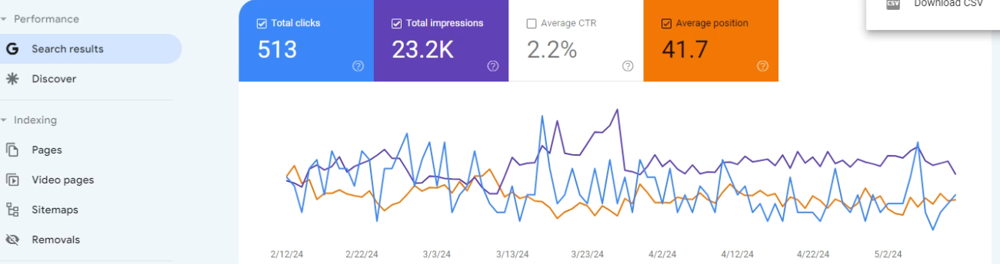 Performance
Search results
Discover
Indexing
Pages
Video pages
Sitemaps
Removals
Total clicks
513
Total impressions
23.2K
Average CTR
2.2%
Average position
41.7
CSV Download CSV
2/12/24 2/22/24 3/3/24 3/13/24 3/23/24 4/2/24 4/12/24 4/22/24 5/2/24